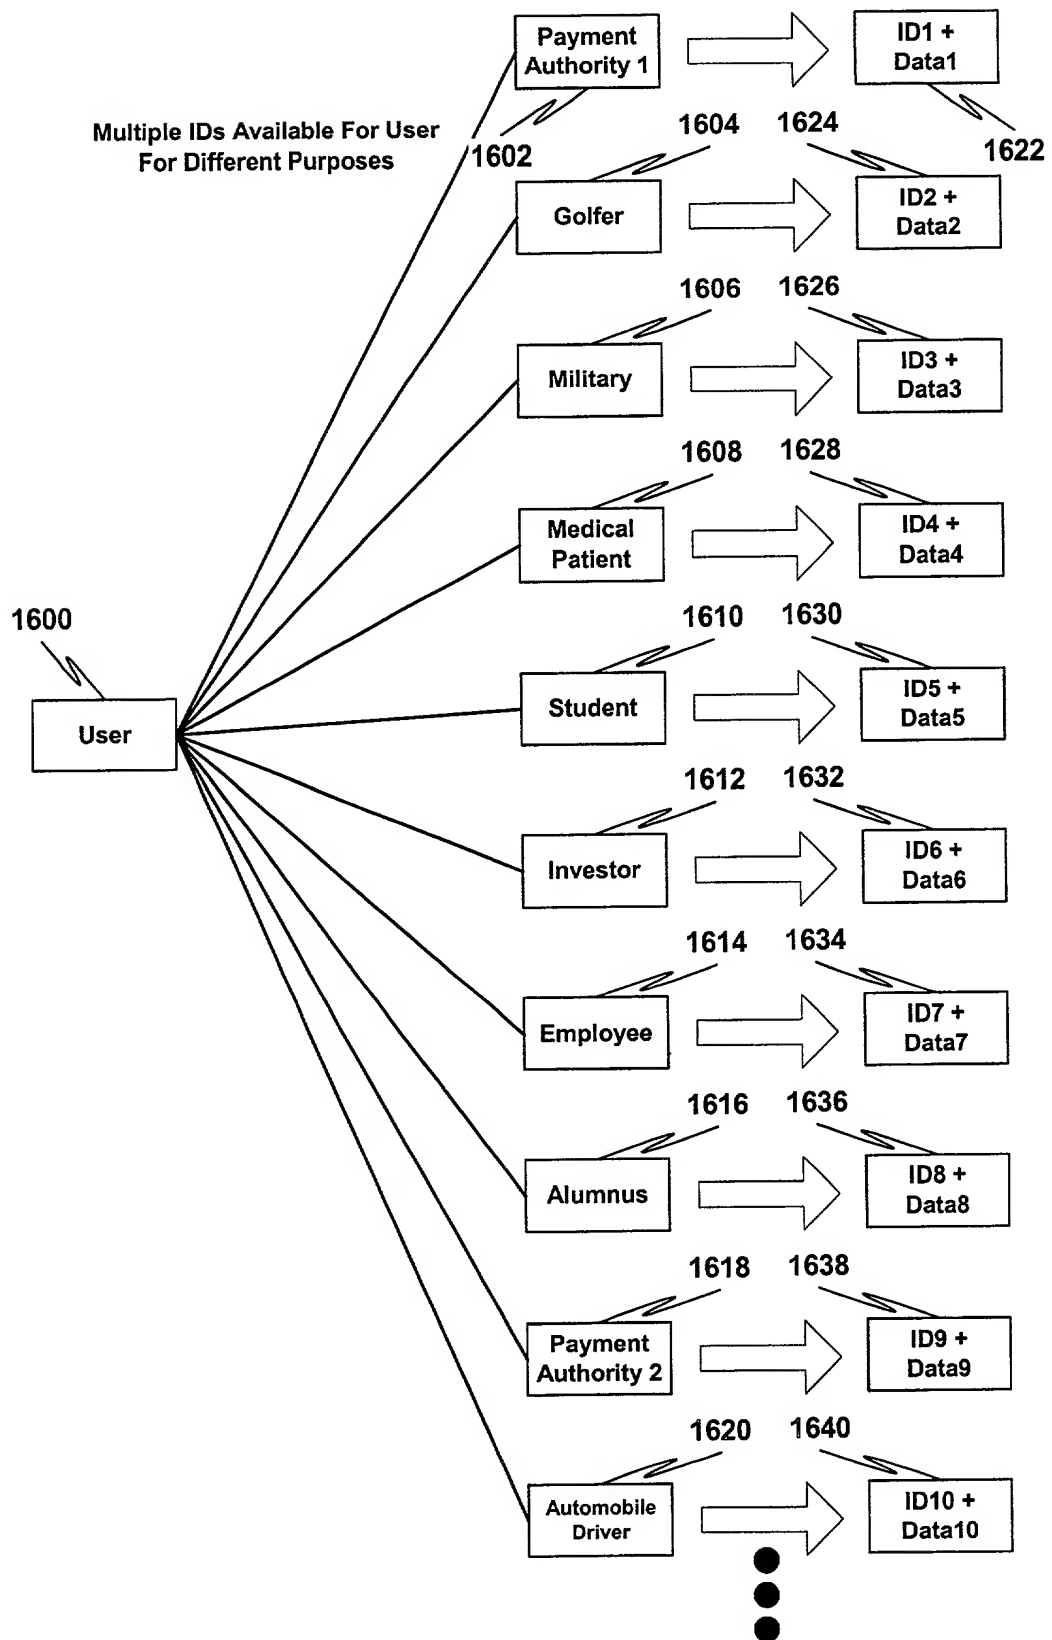 Payment
Authority 1
ID1 +
Data1
Multiple IDs Available For User
For Different Purposes
1602
1604
1624
1622
Golfer
ID2 +
Data2
1606
1626
Military
ID3 +
Data3
1608
1628
Medical
Patient
ID4 +
Data4
1600
User
1610
1630
Student
ID5 +
Data5
1612
1632
Investor
ID6 +
Data6
1614
1634
Employee
ID7 +
Data7
1616
1636
Alumnus
ID8 +
Data8
1618
1638
Payment
Authority 2
ID9 +
Data9
1620
1640
Automobile
Driver
ID10 +
Data10